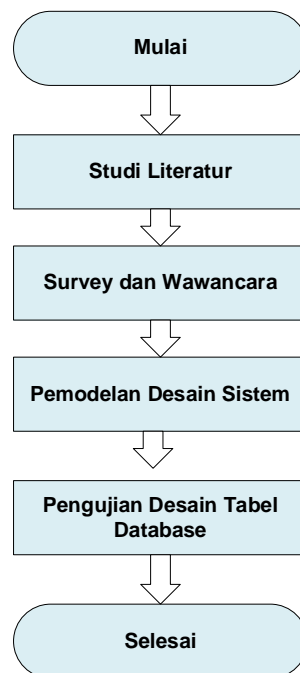 Mulai
Studi Literatur
Survey dan Wawancara
Pemodelan Desain Sistem
Pengujian Desain Tabel
Database
Selesai